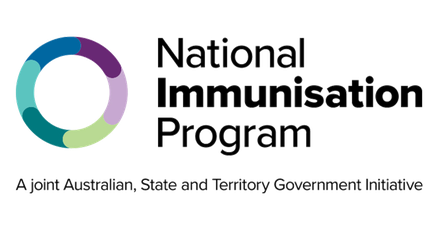 National
Immunisation
Program
A joint Australian, State and Territory Government Initiative